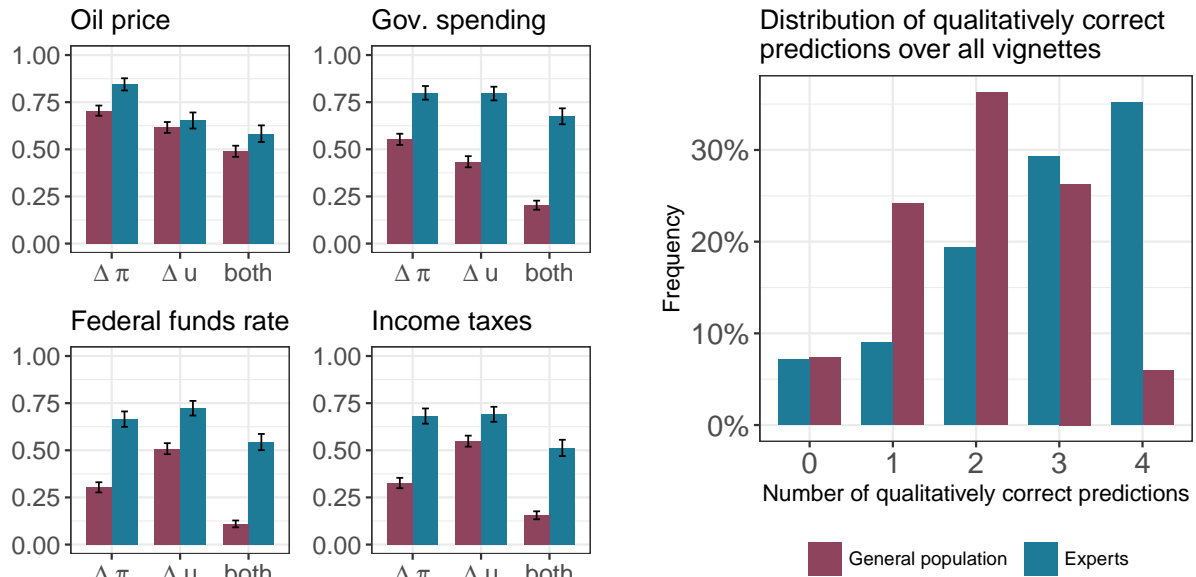 Oil price
1.00
0.75
0.50
0.25
0.00
Δ π Δ u both
Gov. spending
1.00
0.75
0.50
0.25
0.00
Δ π Δ u both
Federal funds rate
1.00
0.75
0.50
0.25
0.00
Δ π Δ u both
Income taxes
1.00
0.75
0.50
0.25
0.00
Δ π Δ u both
Distribution of qualitatively correct
predictions over all vignettes
Frequency
30%
20%
10%
0%
0 1 2 3 4
Number of qualitatively correct predictions
General population Experts